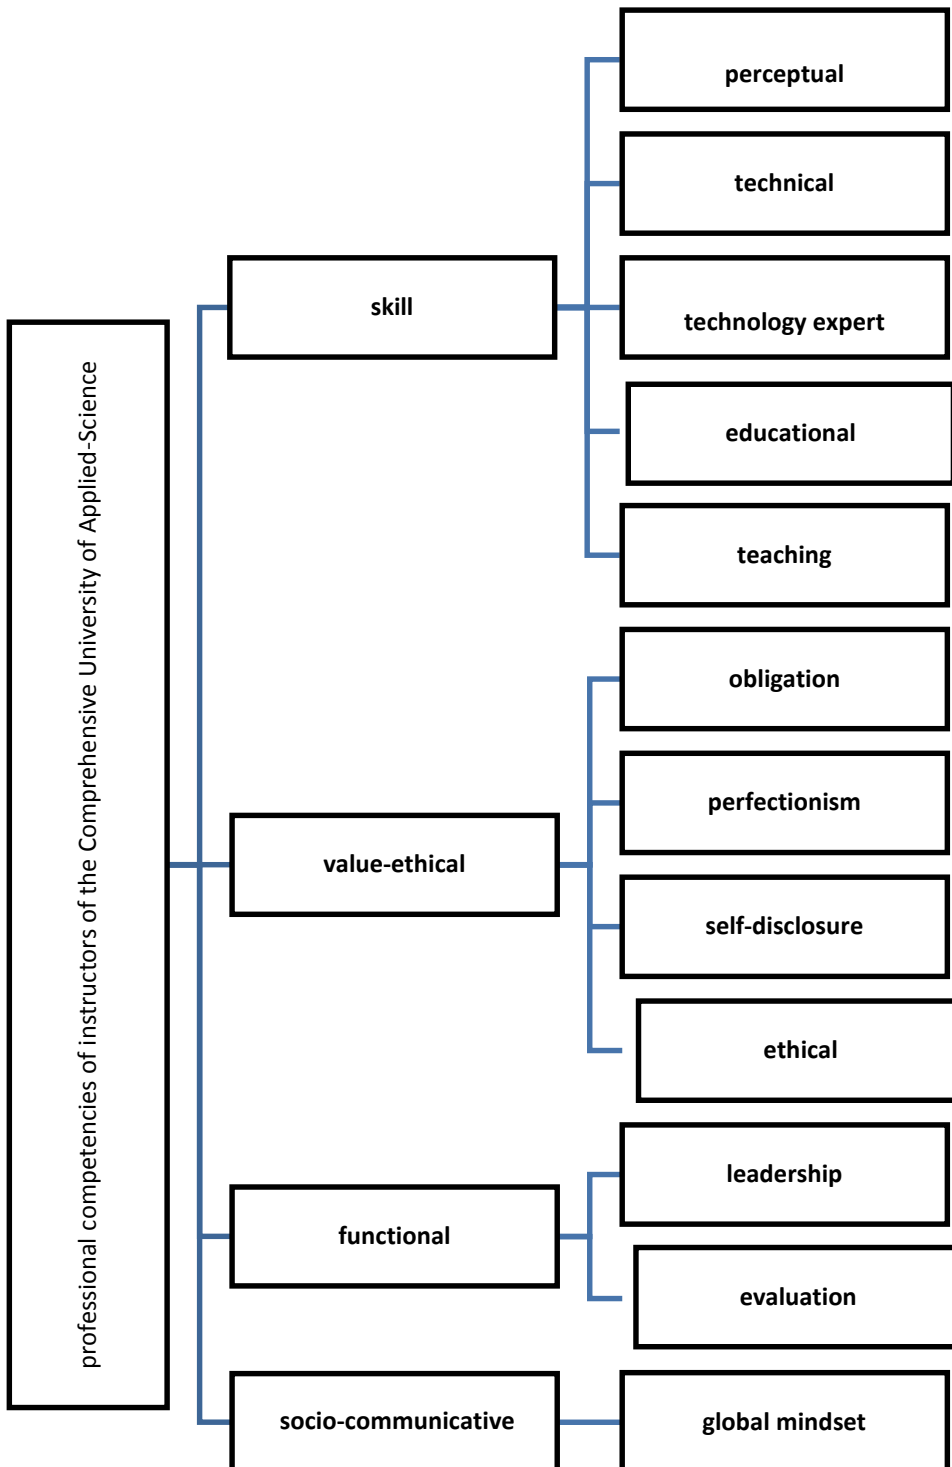 professional competencies of instructors of the Comprehensive University of Applied-Science
skill
perceptual
technical
technology expert
educational
teaching
value-ethical
obligation
perfectionism
self-disclosure
ethical
functional
leadership
evaluation
socio-communicative
global mindset